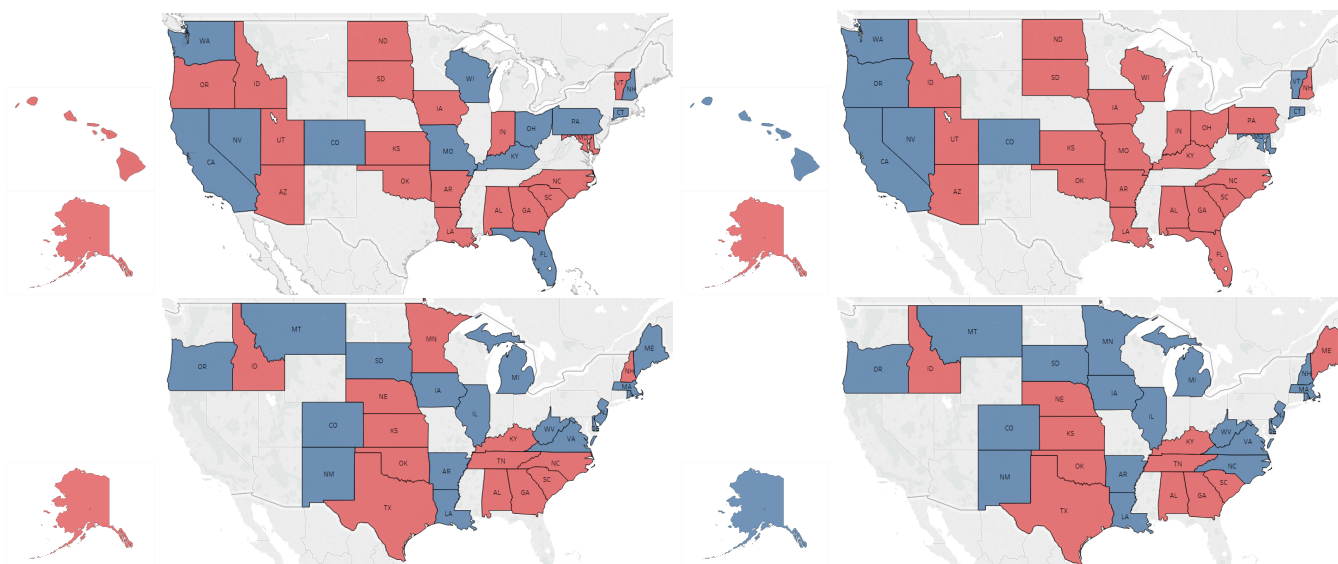 WA ND
OR ID SD WI VT NH
IA
NV UT CO IN OH PA CT
CA KS MO KY
AZ OK AR NC
SC
AL GA
LA
FL
WA ND
OR ID SD WI VT NH
IA
NV UT CO IN OH PA CT
CA KS MO KY
AZ OK AR NC
SC
AL GA
LA
FL
MT MN ME
OR ID SD MI NH
NE IA MA
IL
CO KS WV VA
KY
NM OK AR TN NC
SC
AL GA
TX LA
MT MN ME
OR ID SD MI NH
NE IA MA
IL
CO KS WV VA
KY
NM OK AR TN NC
SC
AL GA
TX LA